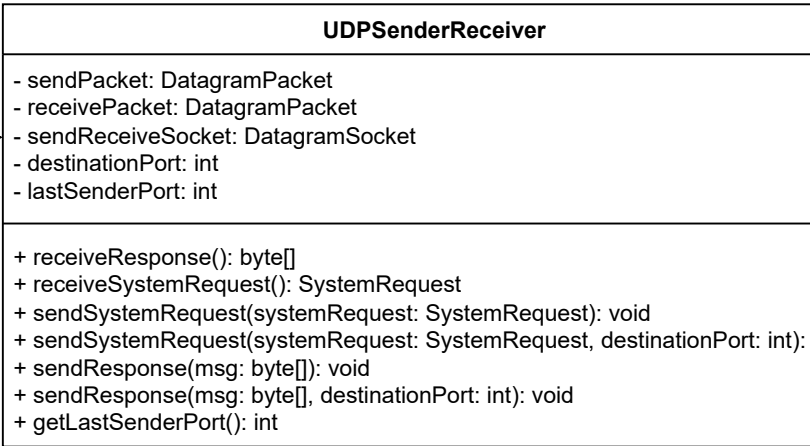 UDPSenderReceiver
- sendPacket: DatagramPacket
- receivePacket: DatagramPacket
- sendReceiveSocket: DatagramSocket
- destinationPort: int
- lastSenderPort: int
+ receiveResponse(): byte[]
+ receiveSystemRequest(): SystemRequest
+ sendSystemRequest(systemRequest: SystemRequest): void
+ sendSystemRequest(systemRequest: SystemRequest, destinationPort: int):
+ sendResponse(msg: byte[]): void
+ sendResponse(msg: byte[], destinationPort: int): void
+ getLastSenderPort(): int